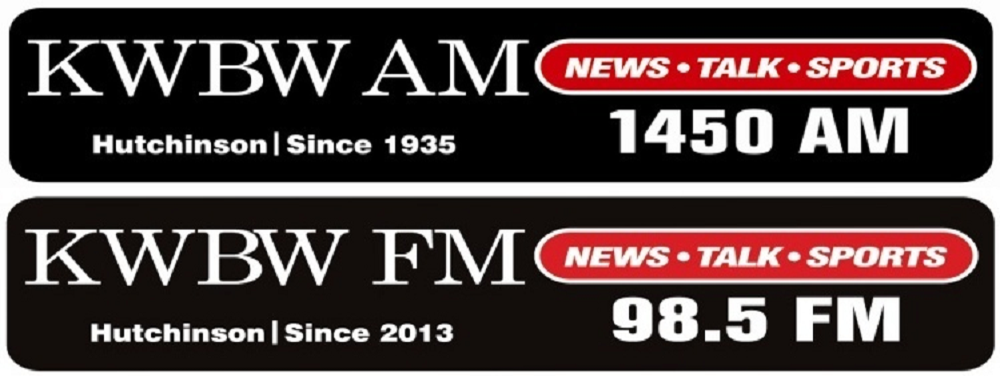 KWBW AM
NEWS • TALK • SPORTS
Hutchinson | Since 1935
1450 AM
KWBW FM
NEWS • TALK • SPORTS
Hutchinson | Since 2013
98.5 FM